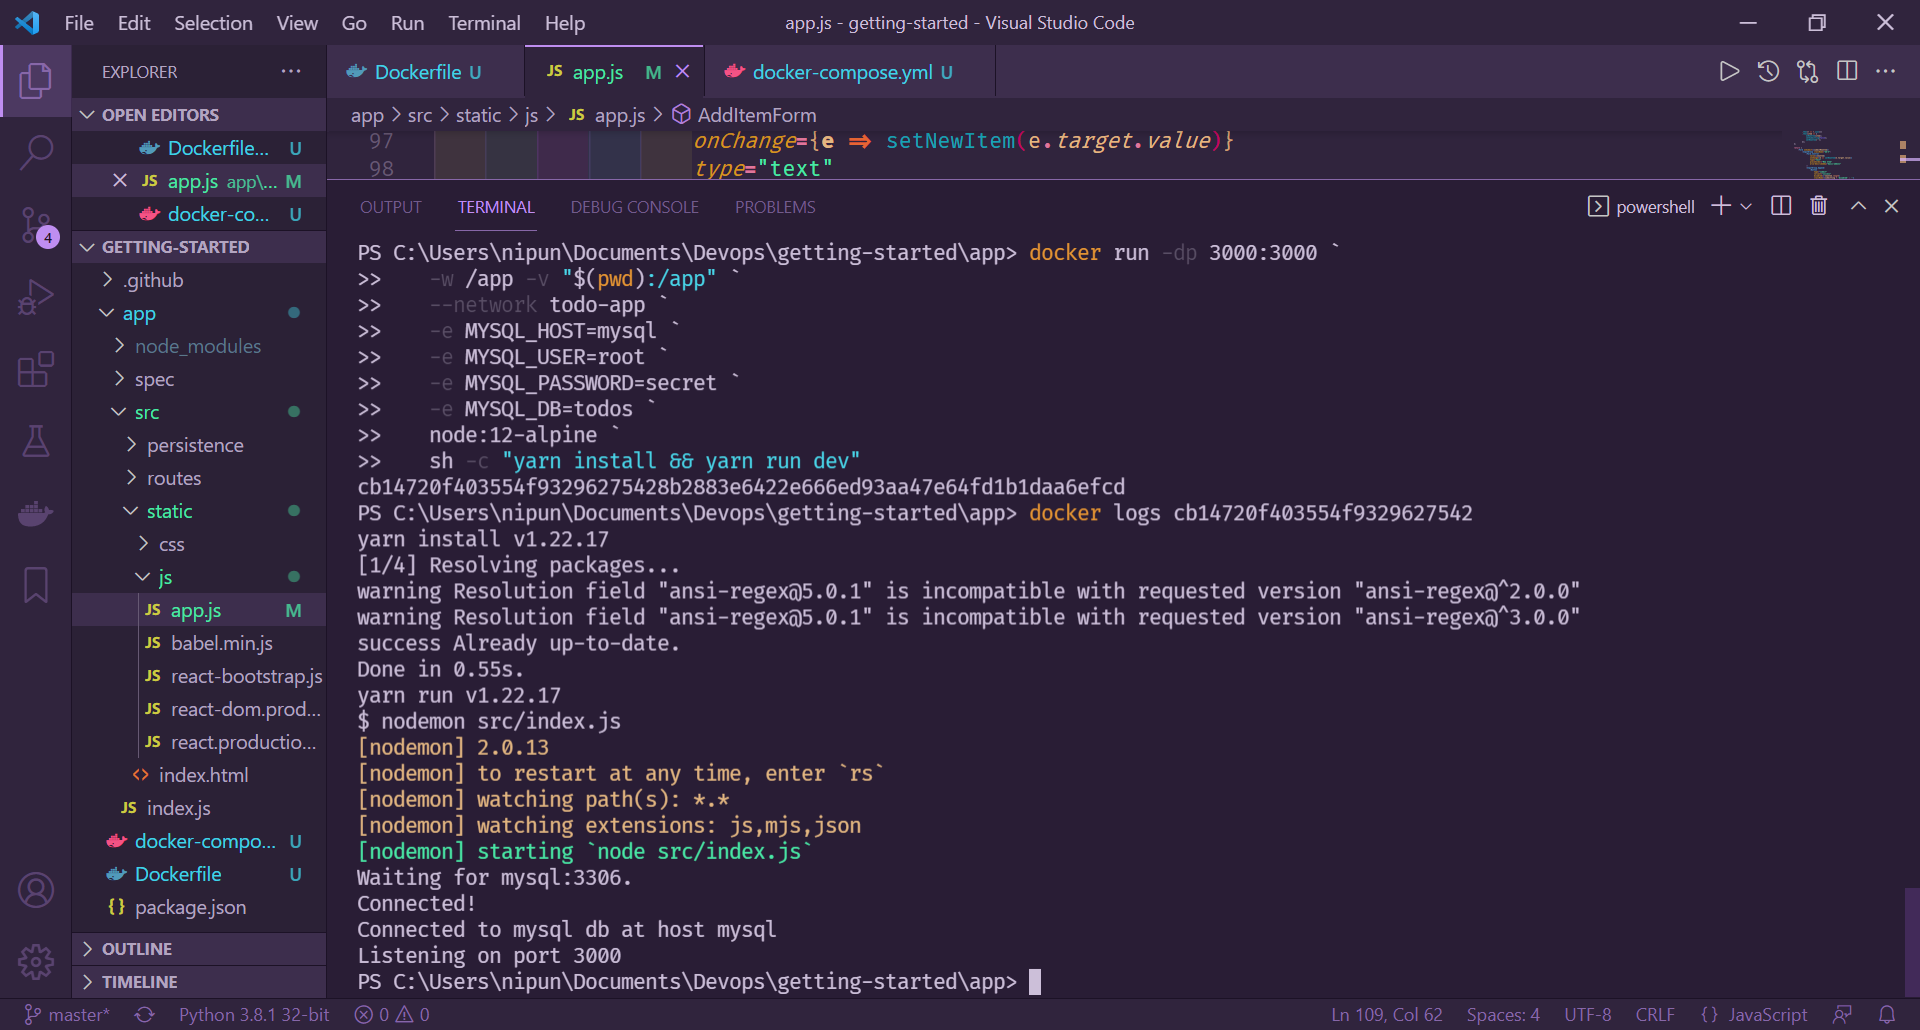 File Edit Selection View Go Run Terminal Help app.js - getting-started - Visual Studio Code
EXPLORER
OPEN EDITORS
Dockerfile... U
JS app.js app\... M
docker-co... U
GETTING-STARTED
.github
app
node_modules
spec
src
persistence
routes
static
css
js
JS app.js M
JS babel.min.js
JS react-bootstrap.js
JS react-dom.prod...
JS react.productio...
<> index.html
JS index.js
docker-compo... U
Dockerfile U
{} package.json
OUTLINE
TIMELINE
4
Dockerfile U JS app.js M docker-compose.yml U
app > src > static > js > JS app.js > AddItemForm
97 onChange={e => setNewItem(e.target.value)}
98 type="text"
OUTPUT TERMINAL DEBUG CONSOLE PROBLEMS powershell
PS C:\Users\nipun\Documents\Devops\getting-started\app> docker run -dp 3000:3000 `
>> -w /app -v "$(pwd):/app" `
>> --network todo-app `
>> -e MYSQL_HOST=mysql `
>> -e MYSQL_USER=root `
>> -e MYSQL_PASSWORD=secret `
>> -e MYSQL_DB=todos `
>> node:12-alpine `
>> sh -c "yarn install && yarn run dev"
cb14720f403554f93296275428b2883e6422e666ed93aa47e64fd1b1daa6efcd
PS C:\Users\nipun\Documents\Devops\getting-started\app> docker logs cb14720f403554f9329627542
yarn install v1.22.17
[1/4] Resolving packages...
warning Resolution field "ansi-regex@5.0.1" is incompatible with requested version "ansi-regex@^2.0.0"
warning Resolution field "ansi-regex@5.0.1" is incompatible with requested version "ansi-regex@^3.0.0"
success Already up-to-date.
Done in 0.55s.
yarn run v1.22.17
$ nodemon src/index.js
[nodemon] 2.0.13
[nodemon] to restart at any time, enter `rs`
[nodemon] watching path(s): *.*
[nodemon] watching extensions: js,mjs,json
[nodemon] starting `node src/index.js`
Waiting for mysql:3306.
Connected!
Connected to mysql db at host mysql
Listening on port 3000
PS C:\Users\nipun\Documents\Devops\getting-started\app>
master* Python 3.8.1 32-bit 0 0 Ln 109, Col 62 Spaces: 4 UTF-8 CRLF {} JavaScript